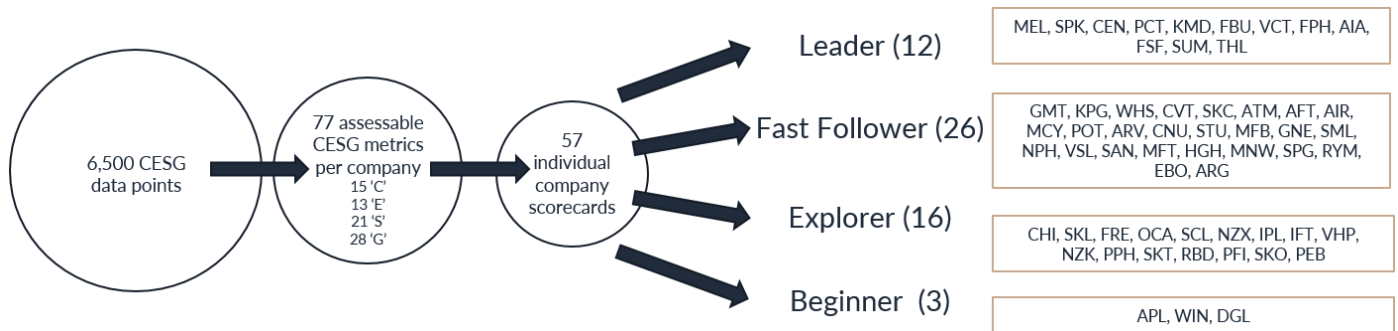 6,500 CESG
data points
77 assessable
CESG metrics
per company
15 ‘C’
13 ‘E’
21 ‘S’
28 ‘G’
57
individual
company
scorecards
Leader (12)
MEL, SPK, CEN, PCT, KMD, FBU, VCT, FPH, AIA,
FSF, SUM, THL
Fast Follower (26)
GMT, KPG, WHS, CVT, SKC, ATM, AFT, AIR,
MCY, POT, ARV, CNU, STU, MFB, GNE, SML,
NPH, VSL, SAN, MFT, HGH, MNW, SPG, RYM,
EBO, ARG
Explorer (16)
CHI, SKL, FRE, OCA, SCL, NZX, IPL, IFT, VHP,
NZK, PPH, SKT, RBD, PFI, SKO, PEB
Beginner (3)
APL, WIN, DGL